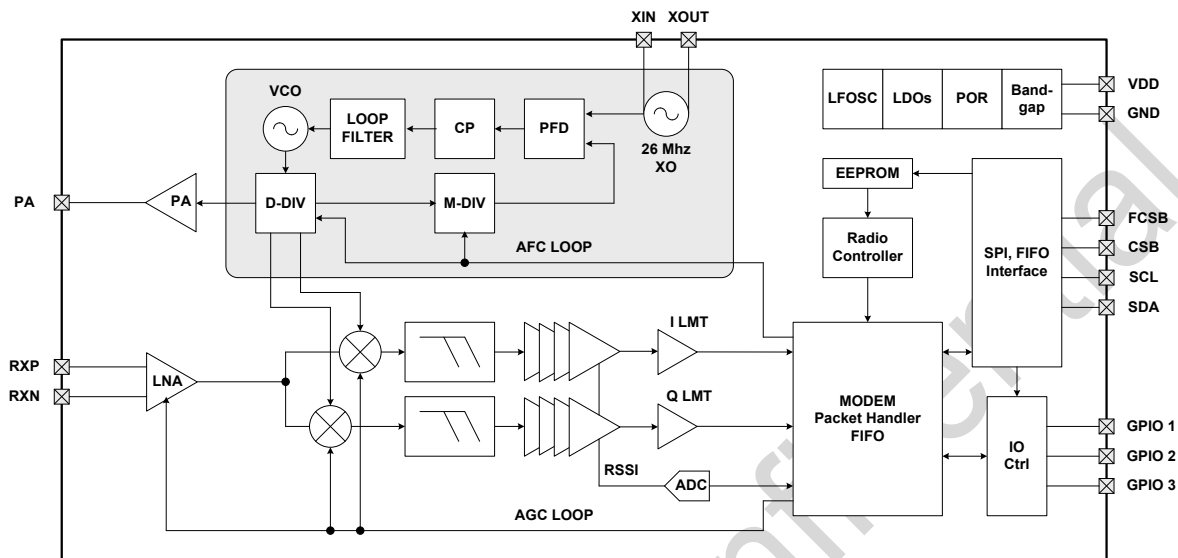 XIN XOUT
VCO
LOOP
FILTER
CP
PFD
26 Mhz
XO
LFOSC
LDOs
POR
Band-
gap
VDD
GND
PA
PA
D-DIV
M-DIV
AFC LOOP
EEPROM
Radio
Controller
SPI, FIFO
Interface
FCSB
CSB
SCL
SDA
RXP
RXN
LNA
I LMT
Q LMT
RSSI
ADC
AGC LOOP
MODEM
Packet Handler
FIFO
IO
Ctrl
GPIO 1
GPIO 2
GPIO 3